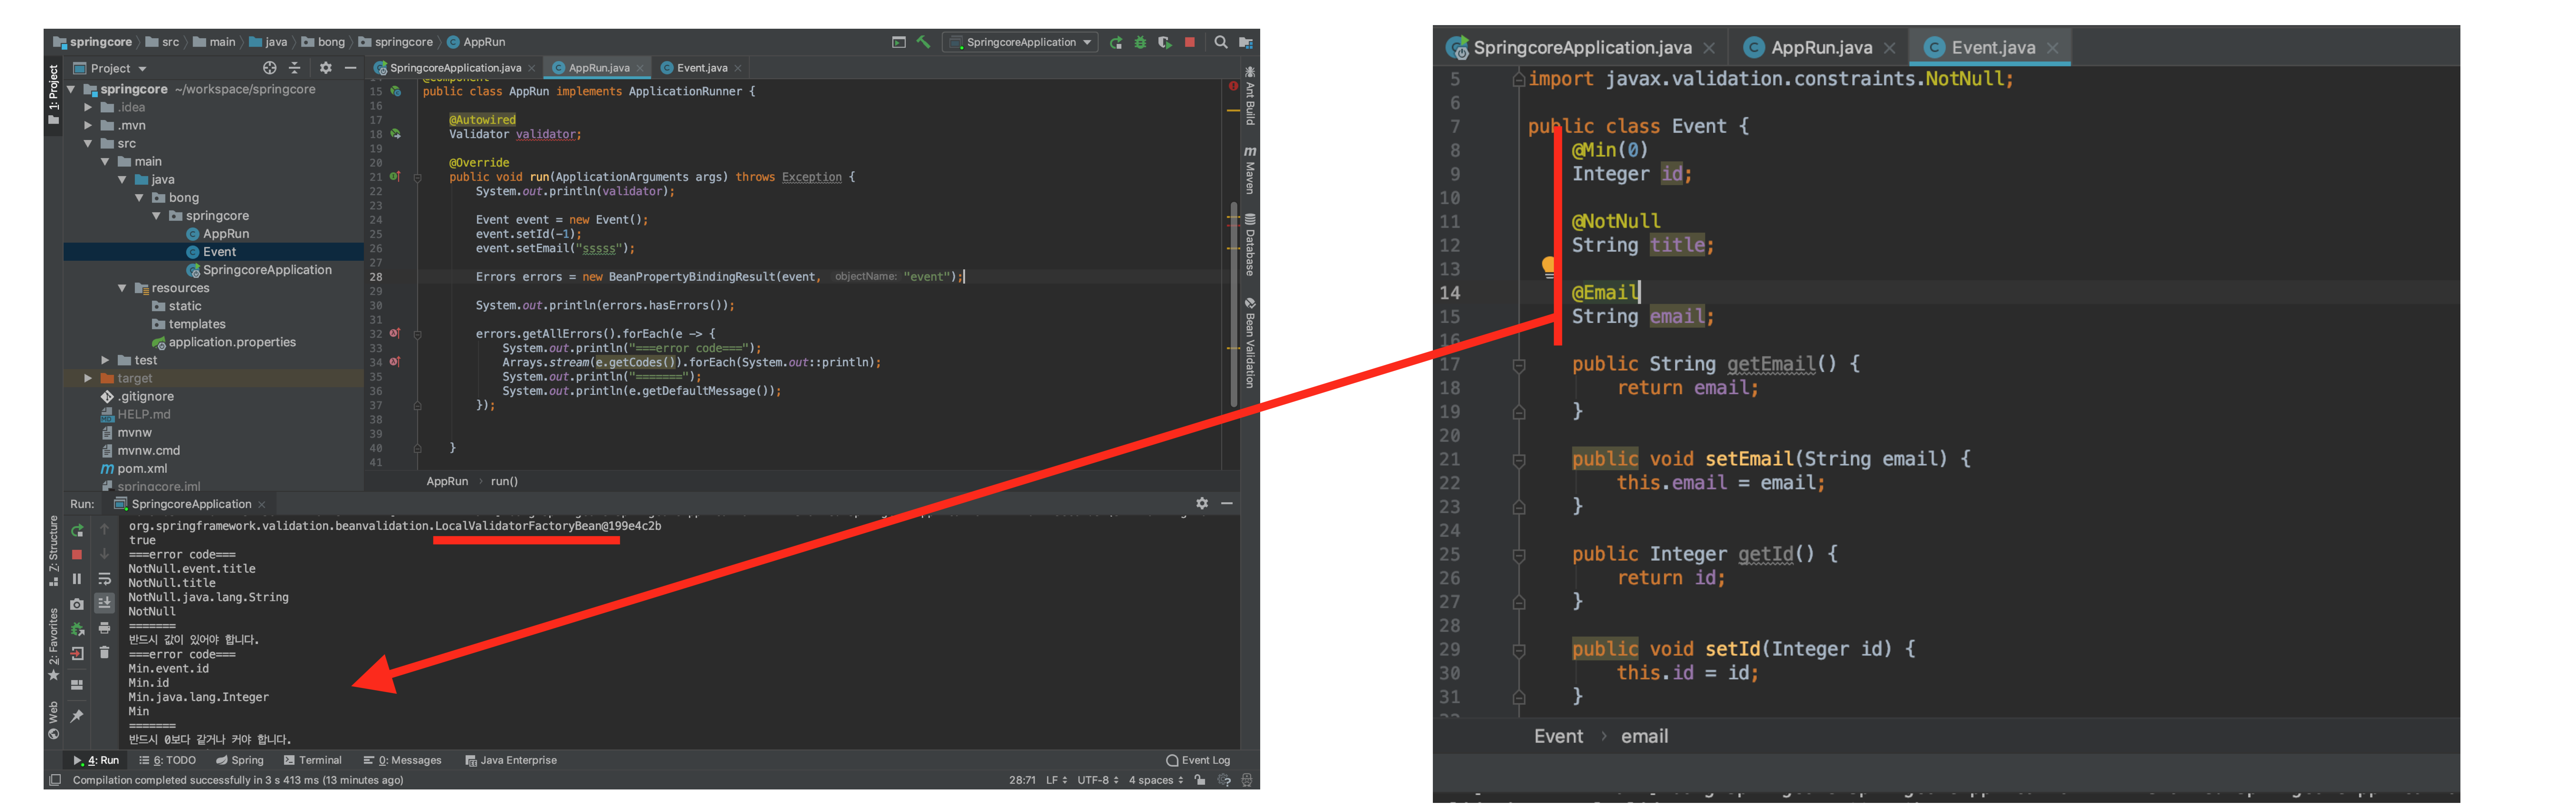 springcore src main java bong springcore AppRun
SpringcoreApplication
1: Project
Project
springcore ~/workspace/springcore
.idea
.mvn
src
main
java
bong
springcore
AppRun
Event
SpringcoreApplication
resources
static
templates
application.properties
test
target
.gitignore
HELP.md
mvnw
mvnw.cmd
pom.xml
springcore.iml
SpringcoreApplication.java AppRun.java Event.java
@Component
15 public class AppRun implements ApplicationRunner {
16
17 @Autowired
18 Validator validator;
19
20 @Override
21 public void run(ApplicationArguments args) throws Exception {
22 System.out.println(validator);
23
24 Event event = new Event();
25 event.setId(-1);
26 event.setEmail("sssss");
27
28 Errors errors = new BeanPropertyBindingResult(event, objectName: "event");
29
30 System.out.println(errors.hasErrors());
31
32 errors.getAllErrors().forEach(e -> {
33 System.out.println("===error code===");
34 Arrays.stream(e.getCodes()).forEach(System.out::println);
35 System.out.println("=======");
36 System.out.println(e.getDefaultMessage());
37 });
38
39
40 }
41
AppRun › run()
Ant Build
Maven
Database
Bean Validation
Run: SpringcoreApplication
org.springframework.validation.beanvalidation.LocalValidatorFactoryBean@199e4c2b
true
===error code===
NotNull.event.title
NotNull.title
NotNull.java.lang.String
NotNull
=======
반드시 값이 있어야 합니다.
===error code===
Min.event.id
Min.id
Min.java.lang.Integer
Min
=======
반드시 0보다 같거나 커야 합니다.
7: Structure
2: Favorites
Web
4: Run 6: TODO Spring Terminal 0: Messages Java Enterprise Event Log
Compilation completed successfully in 3 s 413 ms (13 minutes ago) 28:71 LF UTF-8 4 spaces
SpringcoreApplication.java AppRun.java Event.java
5 import javax.validation.constraints.NotNull;
6
7 public class Event {
8 @Min(0)
9 Integer id;
10
11 @NotNull
12 String title;
13
14 @Email
15 String email;
16
17 public String getEmail() {
18 return email;
19 }
20
21 public void setEmail(String email) {
22 this.email = email;
23 }
24
25 public Integer getId() {
26 return id;
27 }
28
29 public void setId(Integer id) {
30 this.id = id;
31 }
Event › email